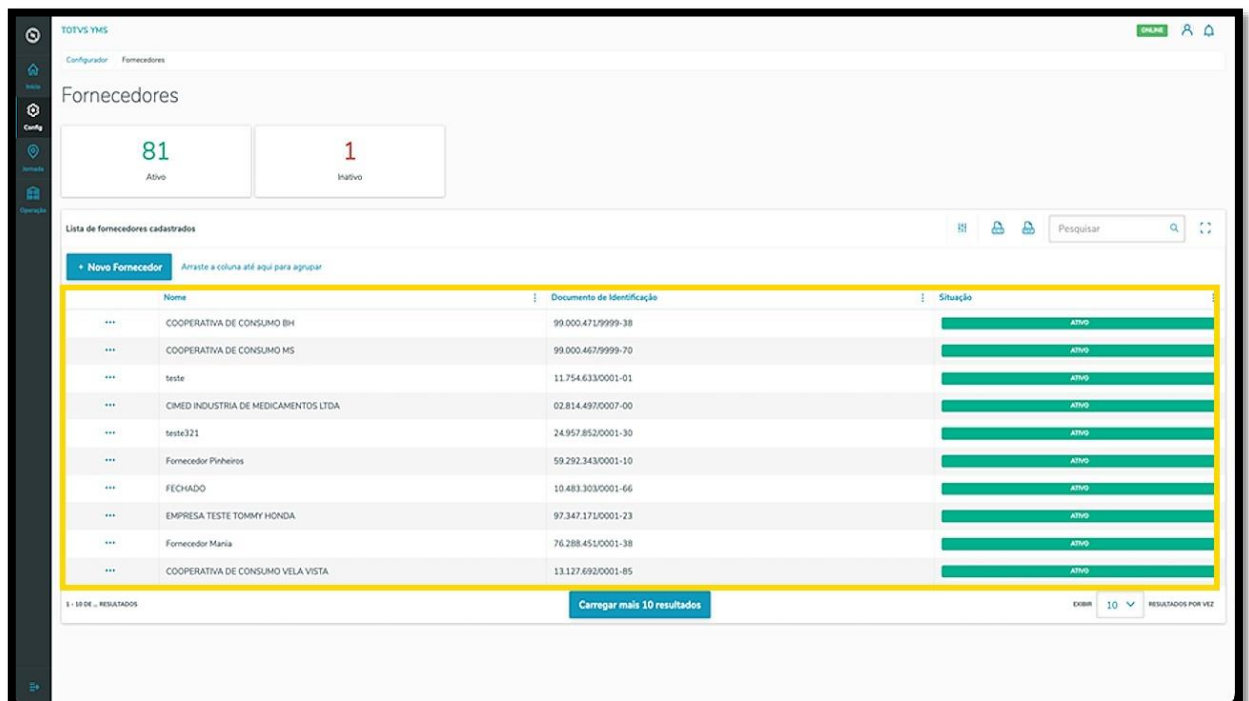 TOTVS YMS
ONLINE
Configurador Fornecedores
Início
Config
Jornada
Operação
Fornecedores
81
Ativo
1
Inativo
Lista de fornecedores cadastrados
Pesquisar
+ Novo Fornecedor Arraste a coluna até aqui para agrupar
Nome Documento de Identificação Situação
COOPERATIVA DE CONSUMO BH 99.000.471/9999-38 ATIVO
COOPERATIVA DE CONSUMO MS 99.000.467/9999-70 ATIVO
teste 11.754.633/0001-01 ATIVO
CIMED INDUSTRIA DE MEDICAMENTOS LTDA 02.814.497/0007-00 ATIVO
teste321 24.957.852/0001-30 ATIVO
Fornecedor Pinheiros 59.292.343/0001-10 ATIVO
FECHADO 10.483.303/0001-66 ATIVO
EMPRESA TESTE TOMMY HONDA 97.347.171/0001-23 ATIVO
Fornecedor Mania 76.288.451/0001-38 ATIVO
COOPERATIVA DE CONSUMO VELA VISTA 13.127.692/0001-85 ATIVO
1 - 10 DE ... RESULTADOS Carregar mais 10 resultados EXIBIR 10 RESULTADOS POR VEZ